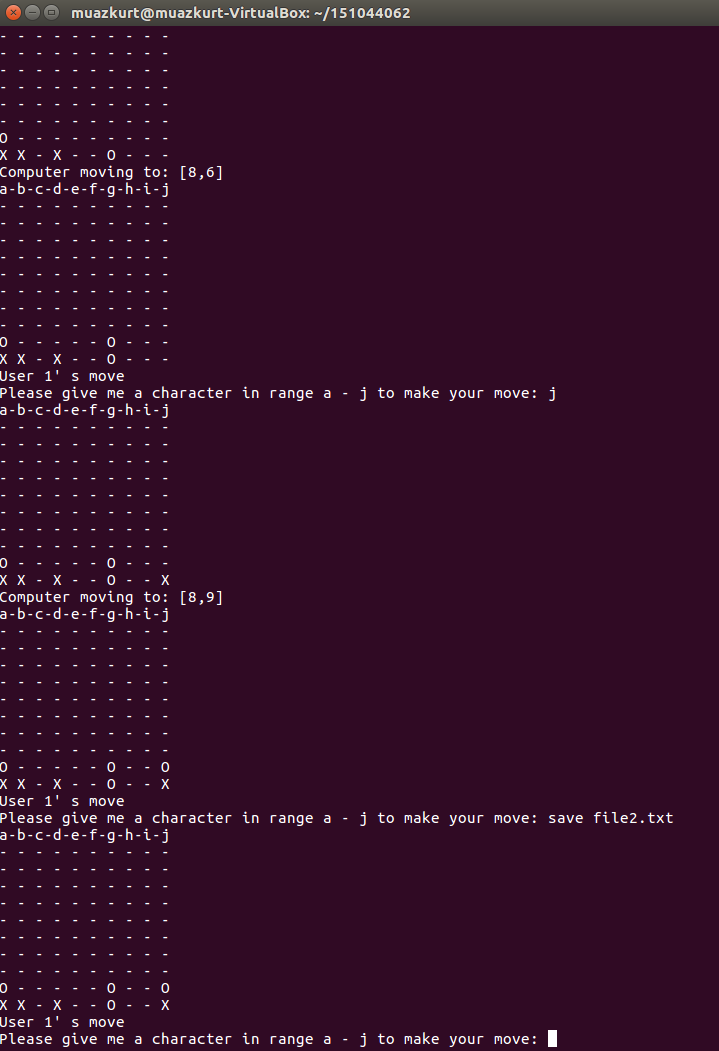 muazkurt@muazkurt-VirtualBox: ~/151044062
- - - - - - - - - -
- - - - - - - - - -
- - - - - - - - - -
- - - - - - - - - -
- - - - - - - - - -
- - - - - - - - - -
O - - - - - - - - -
X X - X - - O - - -
Computer moving to: [8,6]
a-b-c-d-e-f-g-h-i-j
- - - - - - - - - -
- - - - - - - - - -
- - - - - - - - - -
- - - - - - - - - -
- - - - - - - - - -
- - - - - - - - - -
- - - - - - - - - -
- - - - - - - - - -
O - - - - - O - - -
X X - X - - O - - -
User 1' s move
Please give me a character in range a - j to make your move: j
a-b-c-d-e-f-g-h-i-j
- - - - - - - - - -
- - - - - - - - - -
- - - - - - - - - -
- - - - - - - - - -
- - - - - - - - - -
- - - - - - - - - -
- - - - - - - - - -
- - - - - - - - - -
O - - - - - O - - -
X X - X - - O - - X
Computer moving to: [8,9]
a-b-c-d-e-f-g-h-i-j
- - - - - - - - - -
- - - - - - - - - -
- - - - - - - - - -
- - - - - - - - - -
- - - - - - - - - -
- - - - - - - - - -
- - - - - - - - - -
- - - - - - - - - -
O - - - - - O - - O
X X - X - - O - - X
User 1' s move
Please give me a character in range a - j to make your move: save file2.txt
a-b-c-d-e-f-g-h-i-j
- - - - - - - - - -
- - - - - - - - - -
- - - - - - - - - -
- - - - - - - - - -
- - - - - - - - - -
- - - - - - - - - -
- - - - - - - - - -
- - - - - - - - - -
O - - - - - O - - O
X X - X - - O - - X
User 1' s move
Please give me a character in range a - j to make your move: